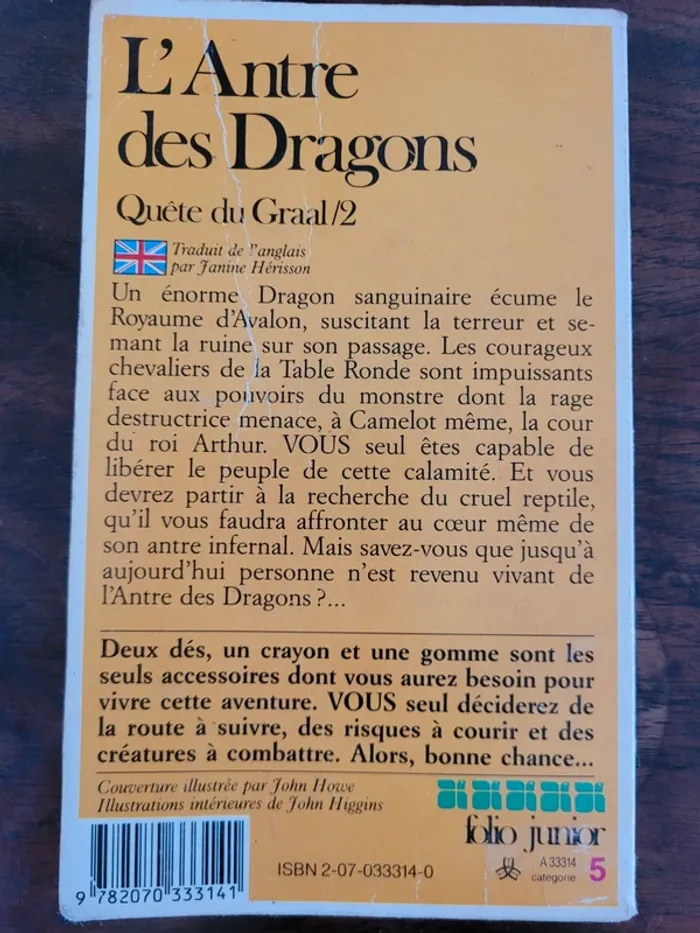 L'Antre
des Dragons
Quête du Graal/2
Traduit de l'anglais
par Janine Hérisson
Un énorme Dragon sanguinaire écume le
Royaume d'Avalon, suscitant la terreur et se-
mant la ruine sur son passage. Les courageux
chevaliers de la Table Ronde sont impuissants
face aux pouvoirs du monstre dont la rage
destructrice menace, à Camelot même, la cour
du roi Arthur. VOUS seul êtes capable de
libérer le peuple de cette calamité. Et vous
devrez partir à la recherche du cruel reptile,
qu'il vous faudra affronter au cœur même de
son antre infernal. Mais savez-vous que jusqu'à
aujourd'hui personne n'est revenu vivant de
l'Antre des Dragons ?...
Deux dés, un crayon et une gomme sont les
seuls accessoires dont vous aurez besoin pour
vivre cette aventure. VOUS seul déciderez de
la route à suivre, des risques à courir et des
créatures à combattre. Alors, bonne chance...
Couverture illustrée par John Howe
Illustrations intérieures de John Higgins
folio junior
ISBN 2-07-033314-0
A 33314
catégorie 5
9 782070 333141